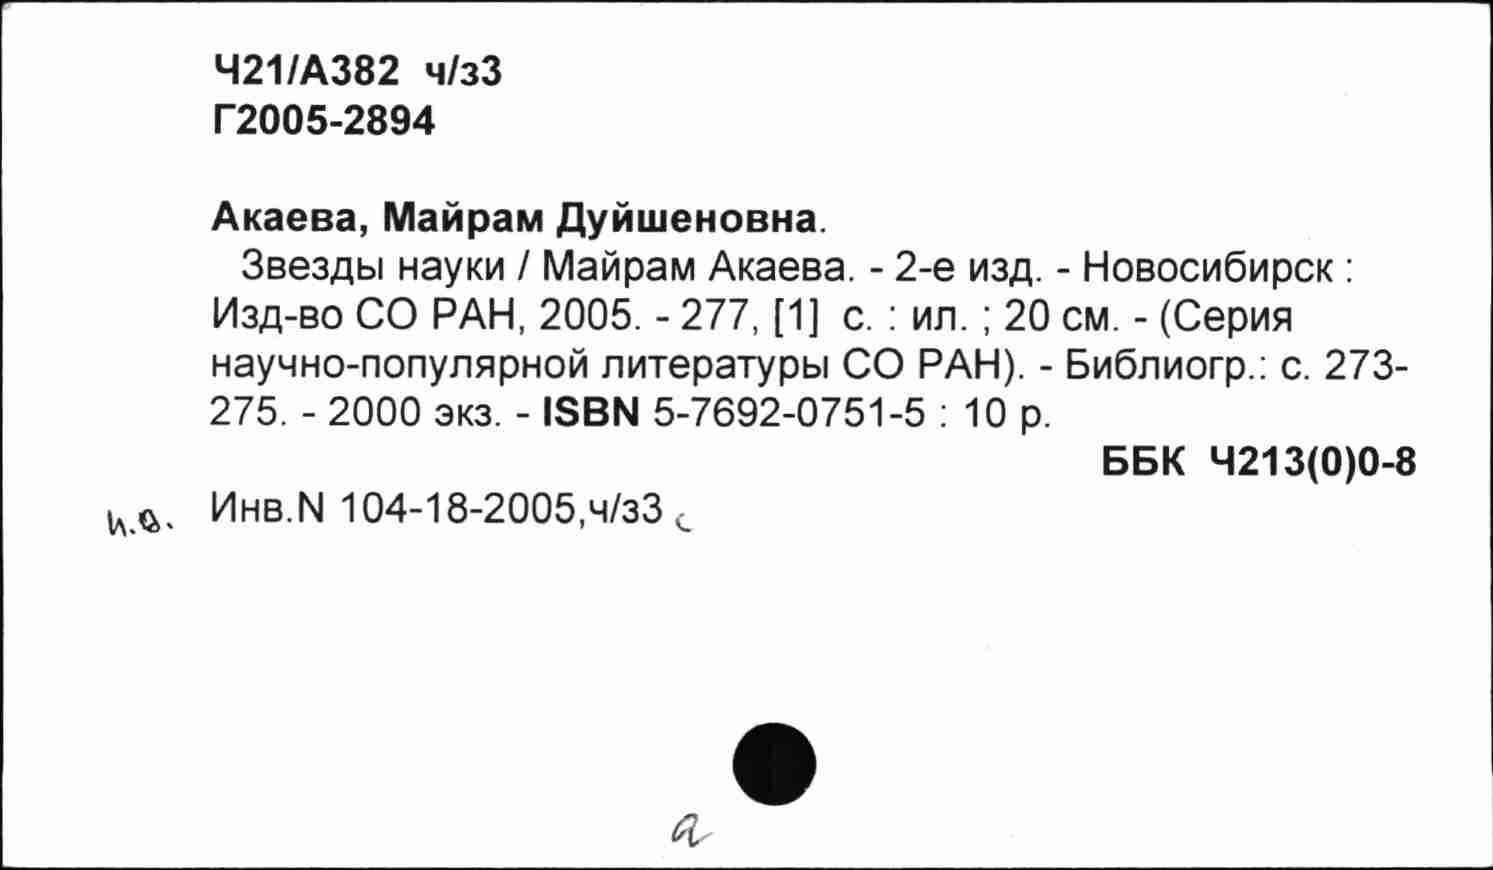 Ч21/А382 ч/з3
Г2005-2894
Акаева, Майрам Дуйшеновна.
Звезды науки / Майрам Акаева. - 2-е изд. - Новосибирск :
Изд-во СО РАН, 2005. - 277, [1] с. : ил. ; 20 см. - (Серия
научно-популярной литературы СО РАН). - Библиогр.: с. 273-
275. - 2000 экз. - ISBN 5-7692-0751-5 : 10 р.
ББК Ч213(0)0-8
Инв.N 104-18-2005,ч/з3
а